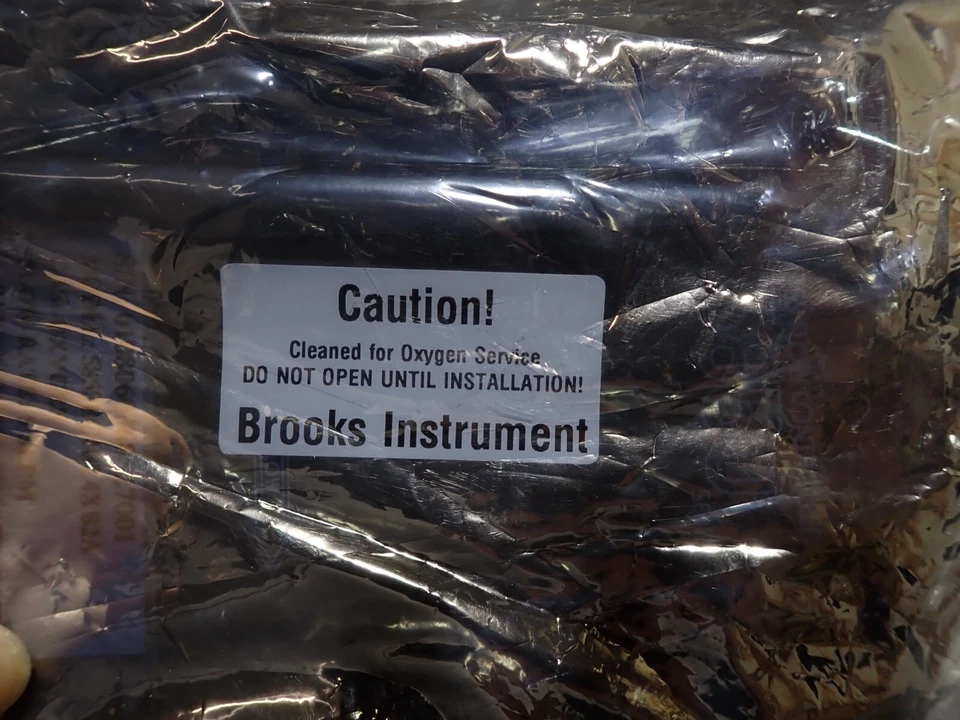 Caution!
Cleaned for Oxygen Service
DO NOT OPEN UNTIL INSTALLATION!
Brooks Instrument